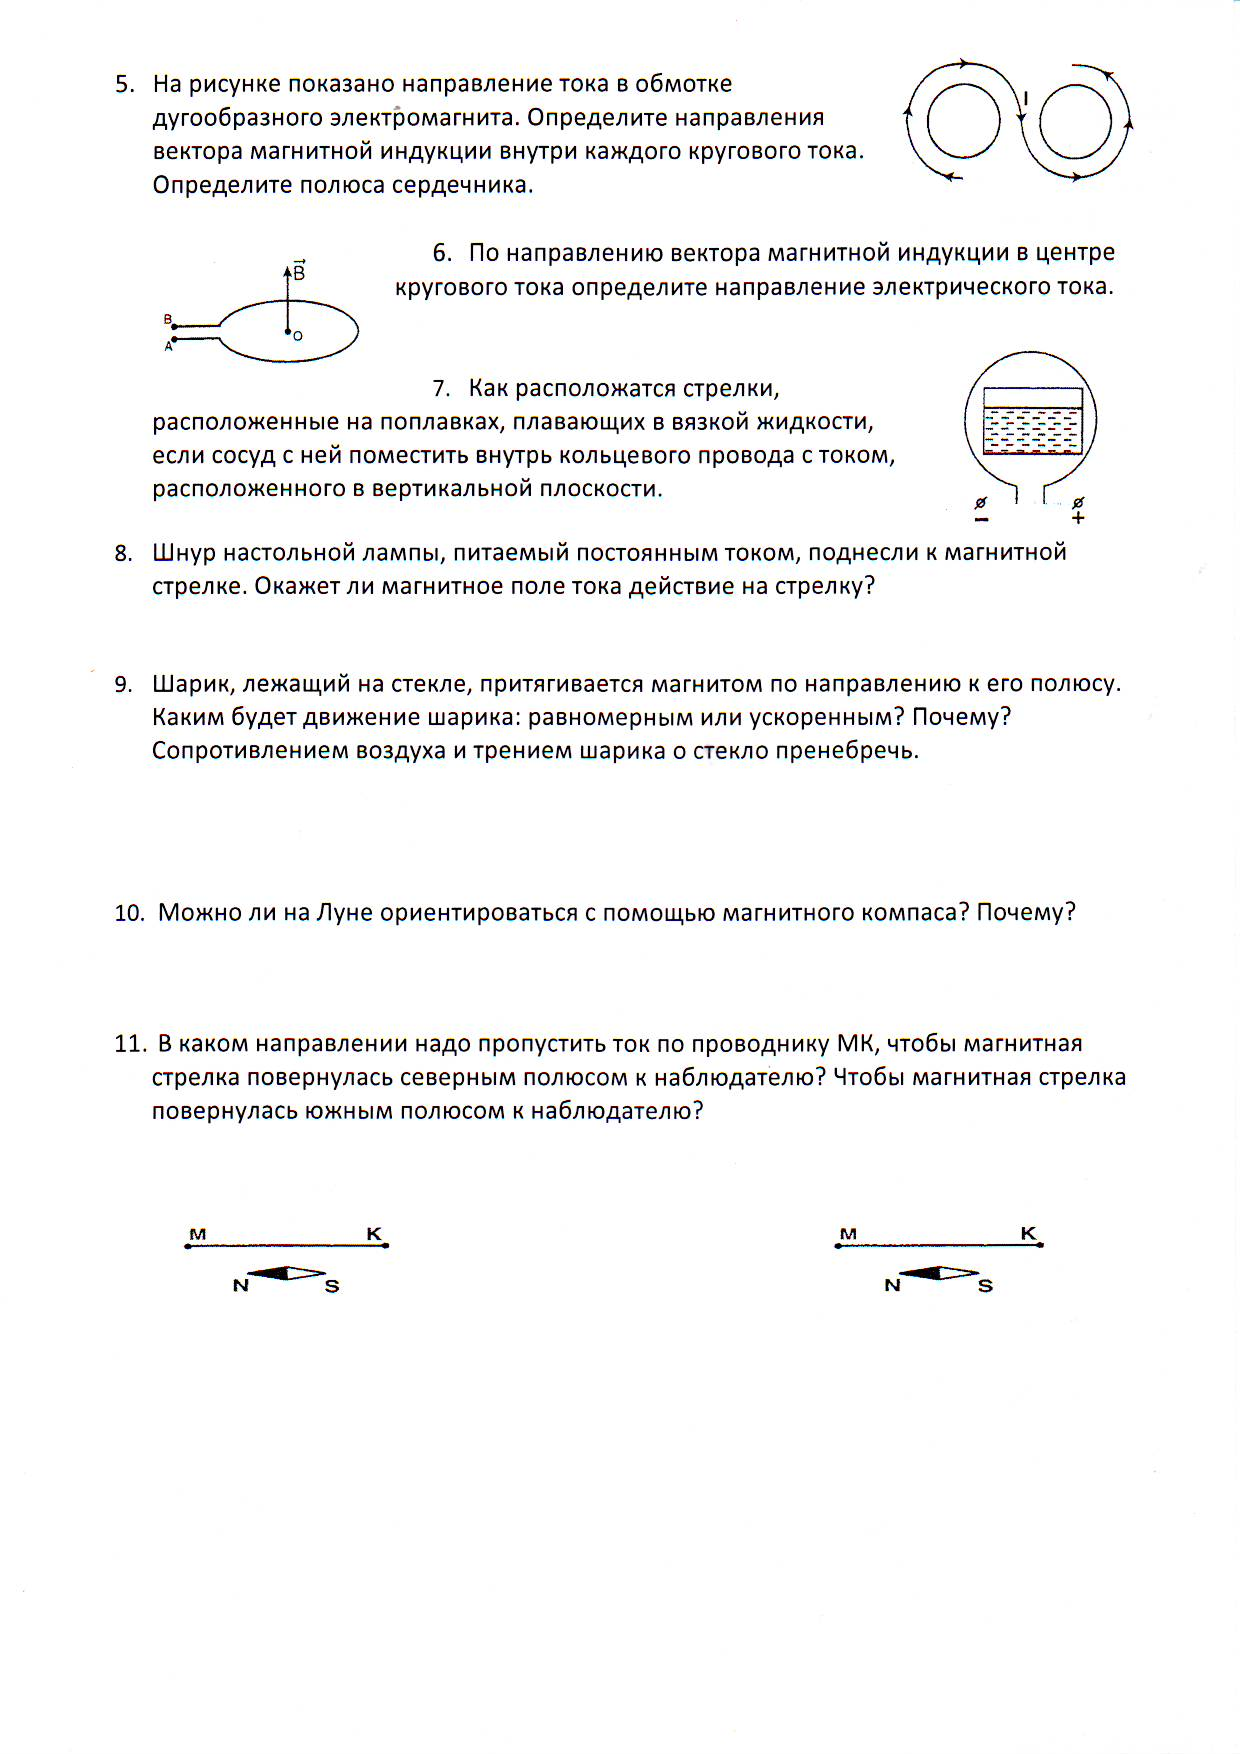 5. На рисунке показано направление тока в обмотке
дугообразного электромагнита. Определите направления
вектора магнитной индукции внутри каждого кругового тока.
Определите полюса сердечника.
I
6. По направлению вектора магнитной индукции в центре
кругового тока определите направление электрического тока.
B
B
O
A
7. Как расположатся стрелки,
расположенные на поплавках, плавающих в вязкой жидкости,
если сосуд с ней поместить внутрь кольцевого провода с током,
расположенного в вертикальной плоскости.
- +
8. Шнур настольной лампы, питаемый постоянным током, поднесли к магнитной
стрелке. Окажет ли магнитное поле тока действие на стрелку?
9. Шарик, лежащий на стекле, притягивается магнитом по направлению к его полюсу.
Каким будет движение шарика: равномерным или ускоренным? Почему?
Сопротивлением воздуха и трением шарика о стекло пренебречь.
10. Можно ли на Луне ориентироваться с помощью магнитного компаса? Почему?
11. В каком направлении надо пропустить ток по проводнику МК, чтобы магнитная
стрелка повернулась северным полюсом к наблюдателю? Чтобы магнитная стрелка
повернулась южным полюсом к наблюдателю?
M K
N S
M K
N S